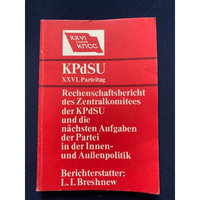 XXVI
КПСС
KPdSU
XXVI. Parteitag
Rechenschaftsbericht
des Zentralkomitees
der KPdSU
und die
nächsten Aufgaben
der Partei
in der Innen-
und Außenpolitik
Berichterstatter:
L. I. Breshnew